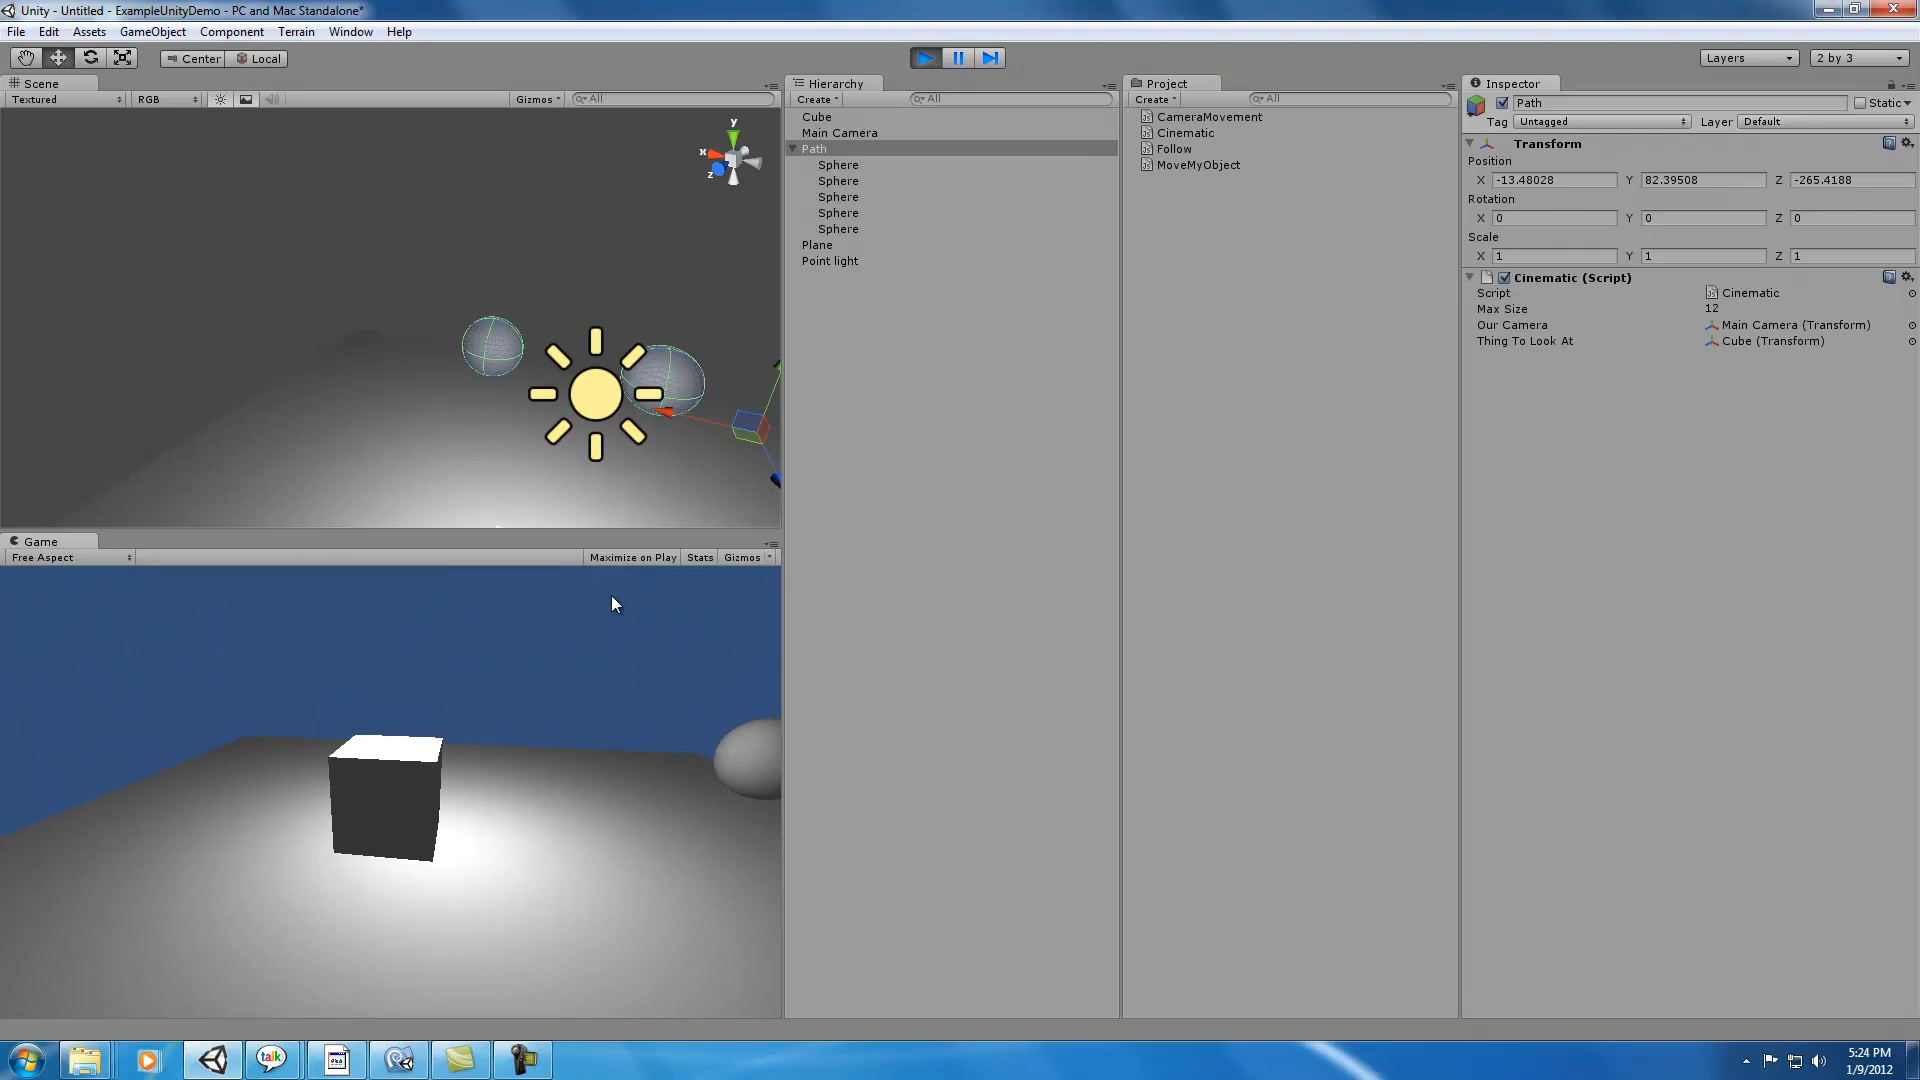 Unity - Untitled - ExampleUnityDemo - PC and Mac Standalone*
File Edit Assets GameObject Component Terrain Window Help
Center Local Layers 2 by 3
Scene
Textured RGB Gizmos All
y
x
z
Game
Free Aspect Maximize on Play Stats Gizmos
Hierarchy
Create All
Cube
Main Camera
Path
Sphere
Sphere
Sphere
Sphere
Sphere
Plane
Point light
Project
Create All
CameraMovement
Cinematic
Follow
MoveMyObject
Inspector
Path Static
Tag Untagged Layer Default
Transform
Position
X -13.48028 Y 82.39508 Z -265.4188
Rotation
X 0 Y 0 Z 0
Scale
X 1 Y 1 Z 1
Cinematic (Script)
Script Cinematic
Max Size 12
Our Camera Main Camera (Transform)
Thing To Look At Cube (Transform)
talk
5:24 PM
1/9/2012